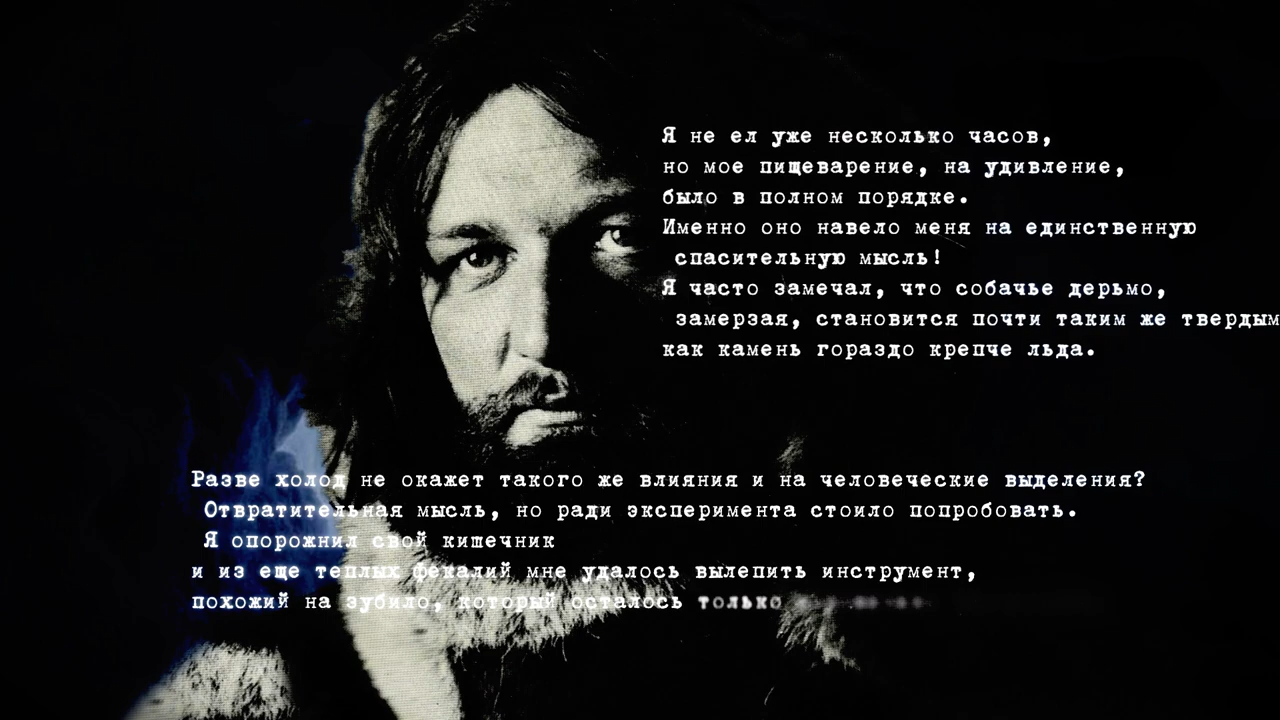 Я не ел уже несколько часов,
но мое пищеварение, на удивление,
было в полном порядке.
Именно оно навело меня на единственную
спасительную мысль!
Я часто замечал, что собачье дерьмо,
замерзая, становится почти таким же твердым
как камень гораздо крепче льда.
Разве холод не окажет такого же влияния и на человеческие выделения?
Отвратительная мысль, но ради эксперимента стоило попробовать.
Я опорожнил свой кишечник
и из еще теплых фекалий мне удалось вылепить инструмент,
похожий на зубило, который осталось только